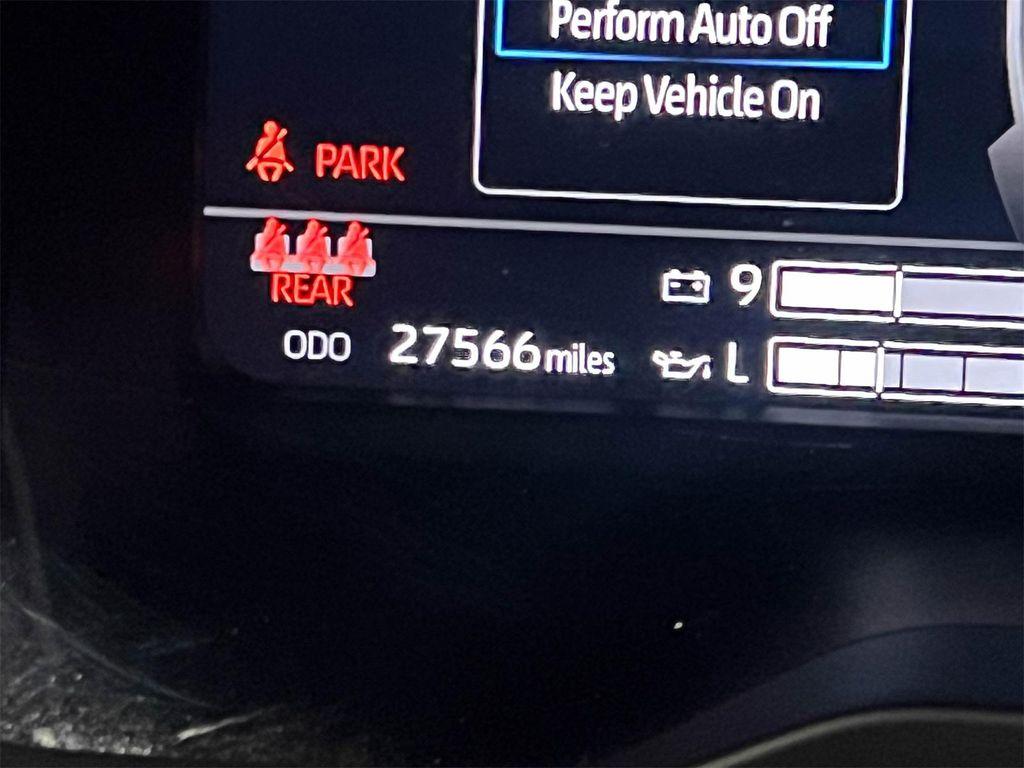 Perform Auto Off
Keep Vehicle On
PARK
REAR
9
ODO 27566 miles
L